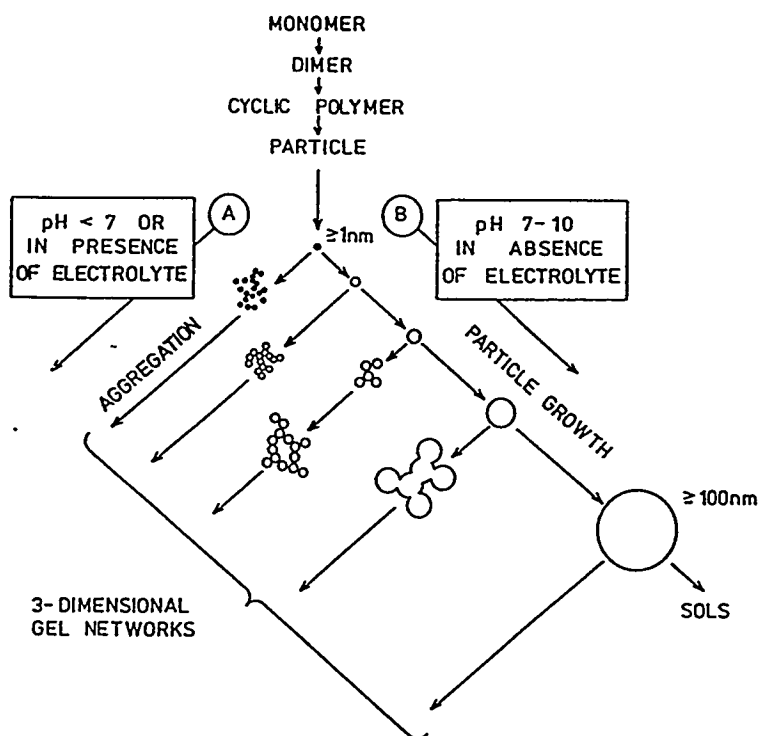 MONOMER
DIMER
CYCLIC POLYMER
PARTICLE
pH < 7 OR
IN PRESENCE
OF ELECTROLYTE
A
B
pH 7-10
IN ABSENCE
OF ELECTROLYTE
≥1nm
AGGREGATION
PARTICLE GROWTH
≥100nm
SOLS
3-DIMENSIONAL
GEL NETWORKS